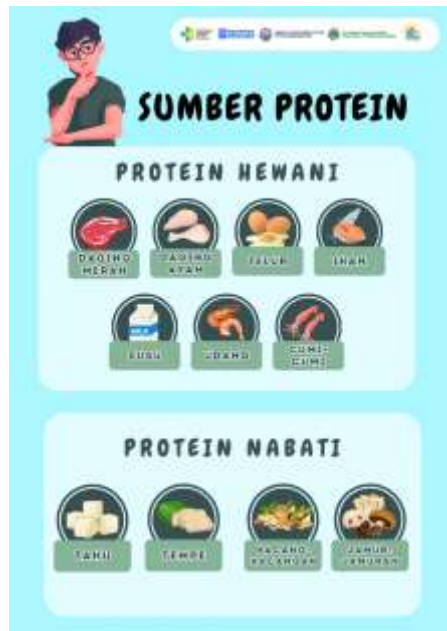 SUMBER PROTEIN
PROTEIN HEWANI
DAGING
MERAH
DAGING
AYAM
TELUR
IKAN
SUSU
UDANG
CUMI-
CUMI
PROTEIN NABATI
TAHU
TEMPE
KACANG-
KACANGAN
JAMUR-
JAMURAN